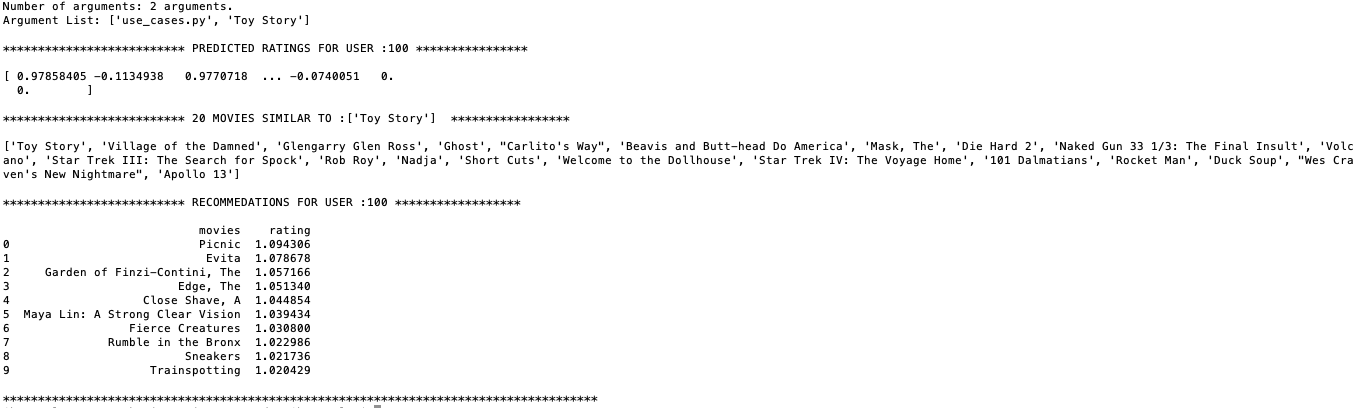 Number of arguments: 2 arguments.
Argument List: ['use_cases.py', 'Toy Story']
************************** PREDICTED RATINGS FOR USER :100 ****************
[ 0.97858405 -0.1134938   0.9770718  ... -0.0740051   0.
  0.        ]
************************** 20 MOVIES SIMILAR TO :['Toy Story']  *****************
['Toy Story', 'Village of the Damned', 'Glengarry Glen Ross', 'Ghost', "Carlito's Way", 'Beavis and Butt-head Do America', 'Mask, The', 'Die Hard 2', 'Naked Gun 33 1/3: The Final Insult', 'Volc
ano', 'Star Trek III: The Search for Spock', 'Rob Roy', 'Nadja', 'Short Cuts', 'Welcome to the Dollhouse', 'Star Trek IV: The Voyage Home', '101 Dalmatians', 'Rocket Man', 'Duck Soup', "Wes Cra
ven's New Nightmare", 'Apollo 13']
************************** RECOMMEDATIONS FOR USER :100 ******************
movies    rating
0 Picnic 1.094306
1 Evita 1.078678
2 Garden of Finzi-Contini, The 1.057166
3 Edge, The 1.051340
4 Close Shave, A 1.044854
5 Maya Lin: A Strong Clear Vision 1.039434
6 Fierce Creatures 1.030800
7 Rumble in the Bronx 1.022986
8 Sneakers 1.021736
9 Trainspotting 1.020429
*************************************************************************************